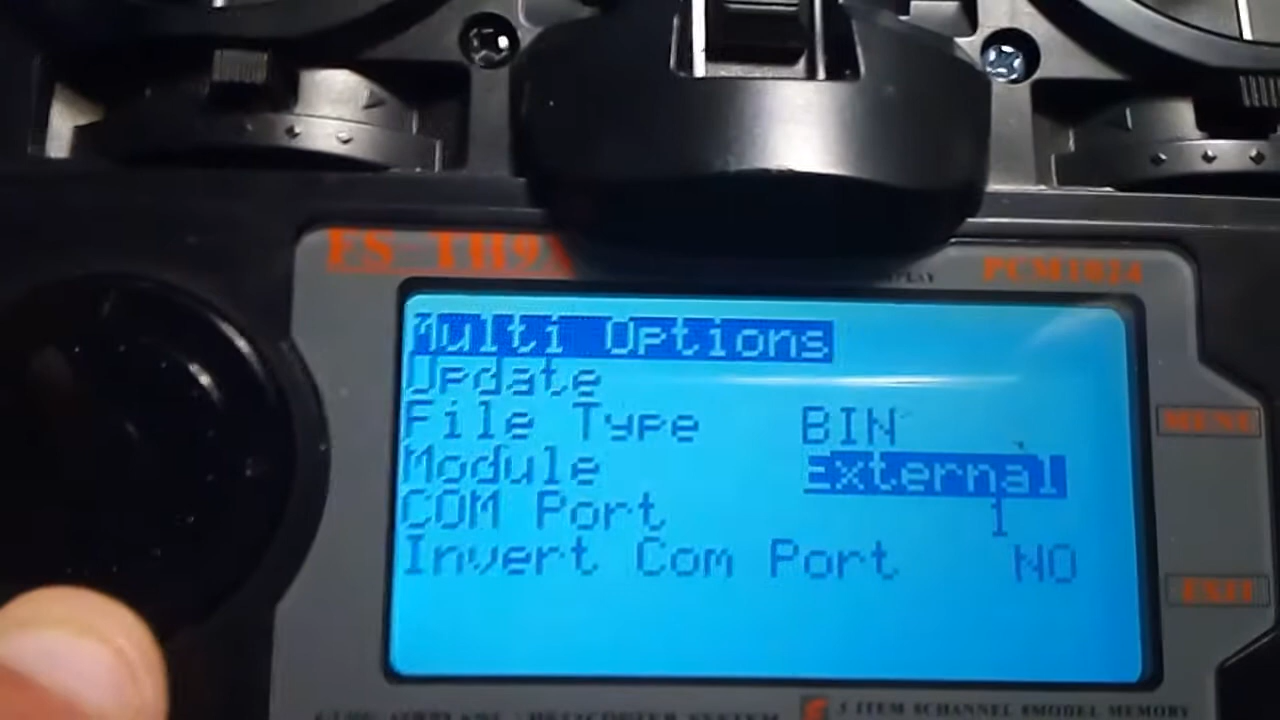 FS-TH9X
PCM1024
Multi Options
Update
File Type BIN
Module External
COM Port 1
Invert Com Port NO
MENU
EXIT